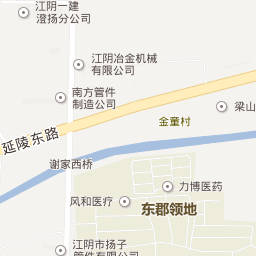 江阴一建
澄扬分公司
江阴冶金机械
有限公司
南方管件
制造公司
梁山
金童村
延陵东路
谢家西桥
力博医药
风和医疗
东郡领地
江阴市扬子
管件有限公司